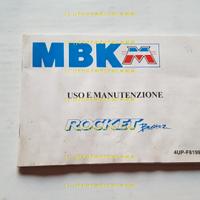 MBK
USO E MANUTENZIONE
ROCKET
4UP-F8199